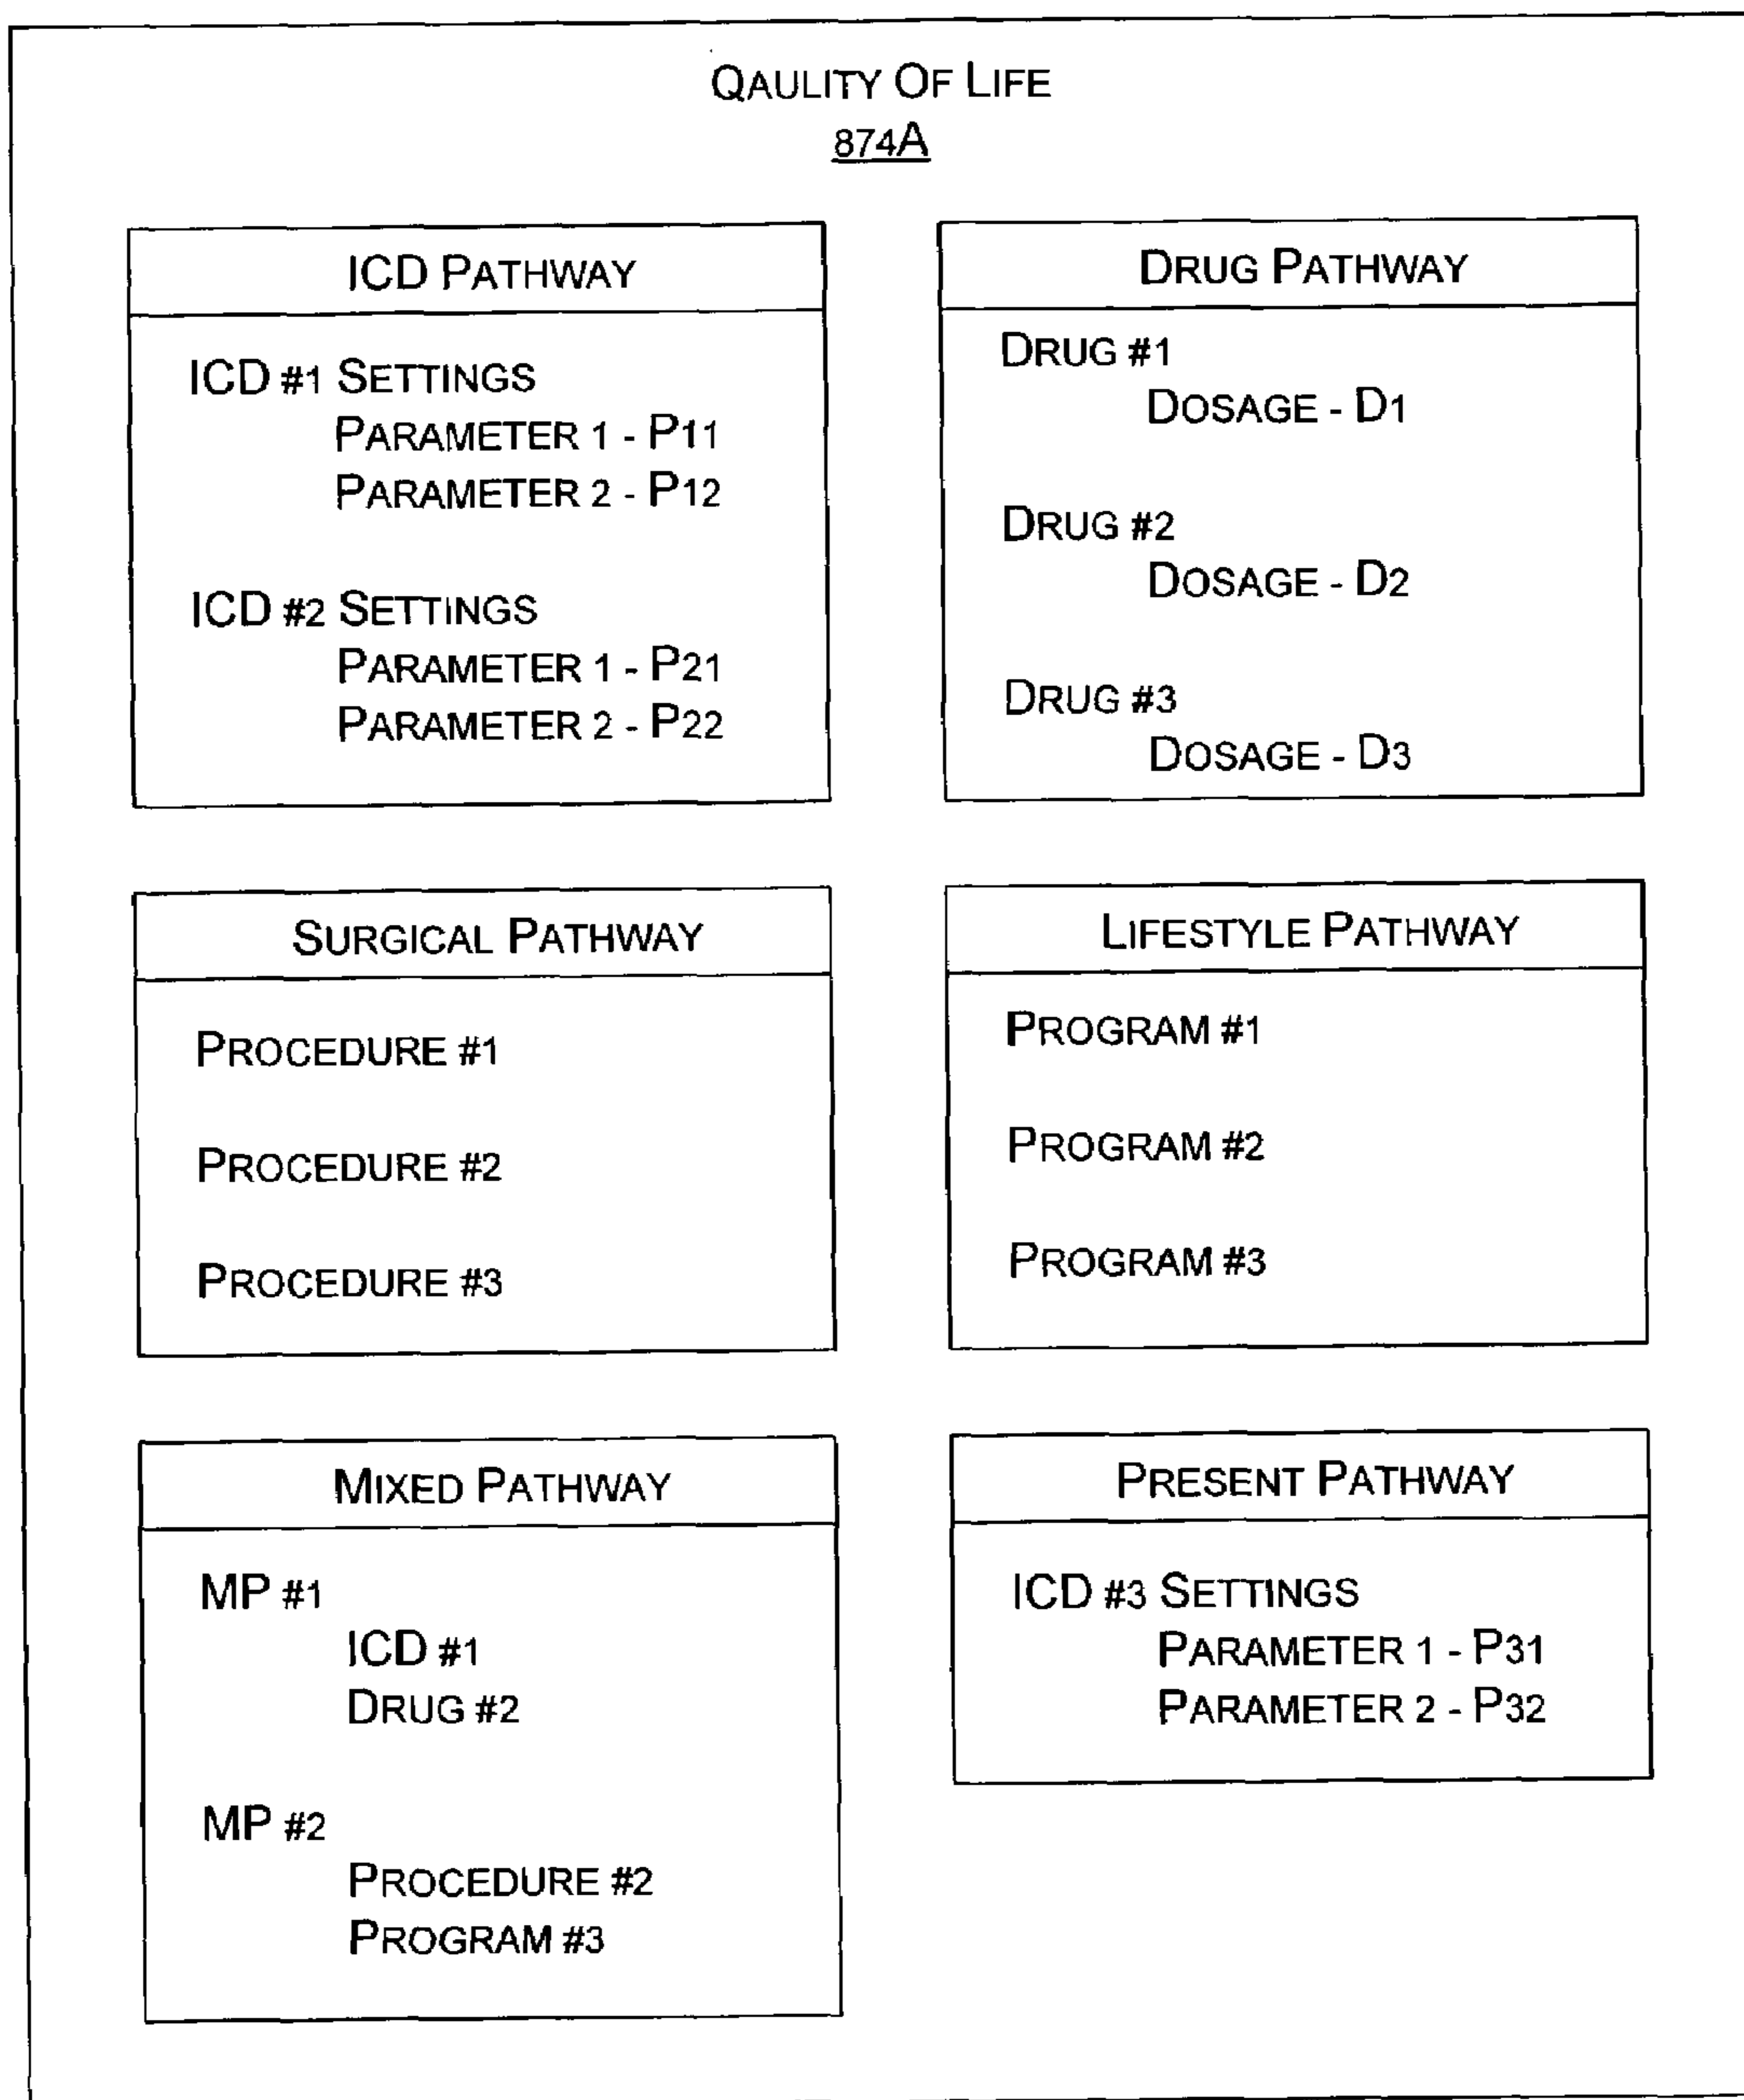 QAULITY OF LIFE
874A
ICD PATHWAY
ICD #1 SETTINGS
PARAMETER 1 - P11
PARAMETER 2 - P12
ICD #2 SETTINGS
PARAMETER 1 - P21
PARAMETER 2 - P22
DRUG PATHWAY
DRUG #1
DOSAGE - D1
DRUG #2
DOSAGE - D2
DRUG #3
DOSAGE - D3
SURGICAL PATHWAY
PROCEDURE #1
PROCEDURE #2
PROCEDURE #3
LIFESTYLE PATHWAY
PROGRAM #1
PROGRAM #2
PROGRAM #3
MIXED PATHWAY
MP #1
ICD #1
DRUG #2
MP #2
PROCEDURE #2
PROGRAM #3
PRESENT PATHWAY
ICD #3 SETTINGS
PARAMETER 1 - P31
PARAMETER 2 - P32